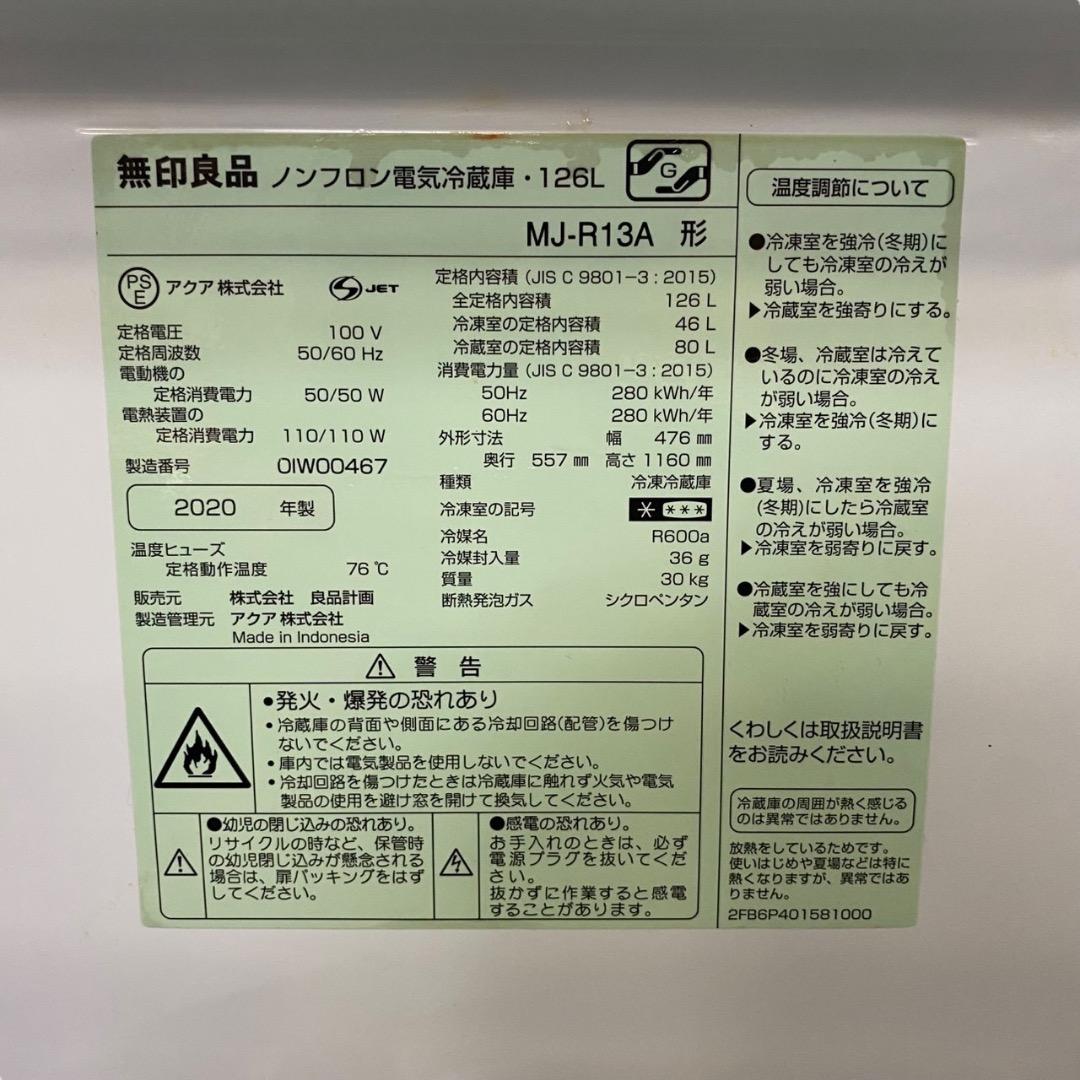 無印良品 ノンフロン電気冷蔵庫・126L
G
MJ-R13A 形
PS
E
アクア 株式会社
S JET
定格電圧 100 V
定格周波数 50/60 Hz
電動機の
定格消費電力 50/50 W
電熱装置の
定格消費電力 110/110 W
製造番号 0IW00467
2020 年製
温度ヒューズ
定格動作温度 76 ℃
販売元 株式会社 良品計画
製造管理元 アクア 株式会社
Made in Indonesia
定格内容積 (JIS C 9801-3 : 2015)
全定格内容積 126 L
冷凍室の定格内容積 46 L
冷蔵室の定格内容積 80 L
消費電力量 (JIS C 9801-3 : 2015)
50Hz 280 kWh/年
60Hz 280 kWh/年
外形寸法 幅 476 ㎜
奥行 557 ㎜ 高さ 1160 ㎜
種類 冷凍冷蔵庫
冷凍室の記号 * ***
冷媒名 R600a
冷媒封入量 36 g
質量 30 kg
断熱発泡ガス シクロペンタン
⚠ 警 告
●発火・爆発の恐れあり
・冷蔵庫の背面や側面にある冷却回路(配管)を傷つけ
ないでください。
・庫内では電気製品を使用しないでください。
・冷却回路を傷つけたときは冷蔵庫に触れず火気や電気
製品の使用を避け窓を開けて換気してください。
●幼児の閉じ込みの恐れあり。
リサイクルの時など、保管時
の幼児閉じ込みが懸念される
場合は、扉パッキングをはず
してください。
●感電の恐れあり。
お手入れのときは、必ず
電源プラグを抜いてくだ
さい。
抜かずに作業すると感電
することがあります。
温度調節について
●冷凍室を強冷(冬期)に
しても冷凍室の冷えが
弱い場合。
▶冷蔵室を強寄りにする。
●冬場、冷蔵室は冷えて
いるのに冷凍室の冷え
が弱い場合。
▶冷凍室を強冷(冬期)に
する。
●夏場、冷凍室を強冷
(冬期)にしたら冷蔵室
の冷えが弱い場合。
▶冷凍室を弱寄りに戻す。
●冷蔵室を強にしても冷
蔵室の冷えが弱い場合。
▶冷凍室を弱寄りに戻す。
くわしくは取扱説明書
をお読みください。
冷蔵庫の周囲が熱く感じる
のは異常ではありません。
放熱をしているためです。
使いはじめや夏場などは特に
熱くなりますが、異常ではあ
りません。
2FB6P401581000